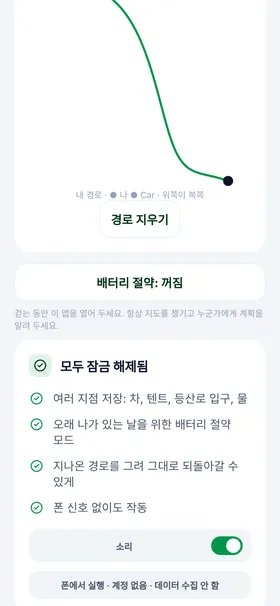 내 경로 · ● 나 ● Car · 위쪽이 북쪽
경로 지우기
배터리 절약: 꺼짐
걷는 동안 이 앱을 열어 두세요. 항상 지도를 챙기고 누군가에게 계획을
알려 두세요.
모두 잠금 해제됨
여러 지점 저장: 차, 텐트, 등산로 입구, 물
오래 나가 있는 날을 위한 배터리 절약
모드
지나온 경로를 그려 그대로 되돌아갈 수
있게
폰 신호 없이도 작동
소리
폰에서 실행 · 계정 없음 · 데이터 수집 안 함